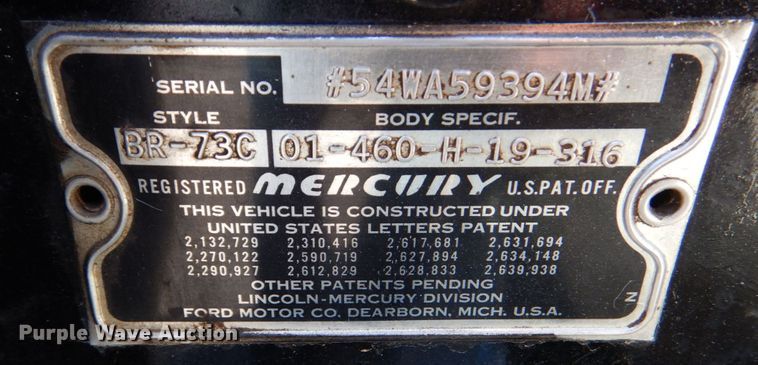 SERIAL NO. #54WA59394M#
STYLE BODY SPECIF.
BR-73C 01-460-H-19-316
REGISTERED MERCURY U.S.PAT. OFF.
THIS VEHICLE IS CONSTRUCTED UNDER
UNITED STATES LETTERS PATENT
2,132,729 2,310,416 2,617,681 2,631,694
2,270,122 2,590,719 2,627,894 2,634,148
2,290,927 2,612,829 2,628,833 2,639,938
OTHER PATENTS PENDING
LINCOLN-MERCURY DIVISION
FORD MOTOR CO. DEARBORN, MICH. U.S.A.
Z
Purple Wave Auction